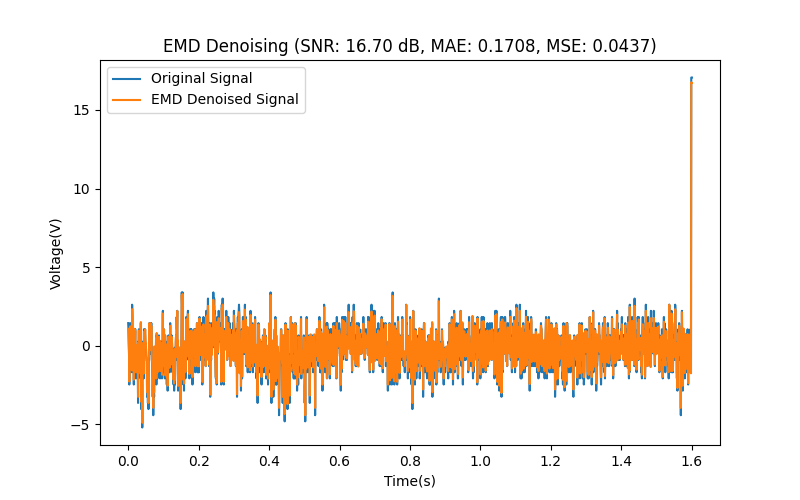 EMD Denoising (SNR: 16.70 dB, MAE: 0.1708, MSE: 0.0437)
Original Signal
EMD Denoised Signal
Voltage(V)
15
10
5
0
−5
0.0 0.2 0.4 0.6 0.8 1.0 1.2 1.4 1.6
Time(s)